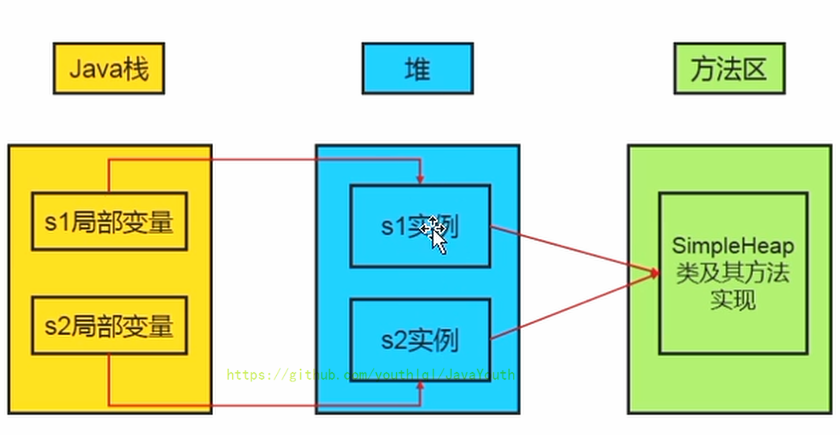 Java栈
堆
方法区
s1局部变量
s1实例
SimpleHeap
类及其方法
实现
s2局部变量
s2实例
https://github.com/youthlql/JavaYouth